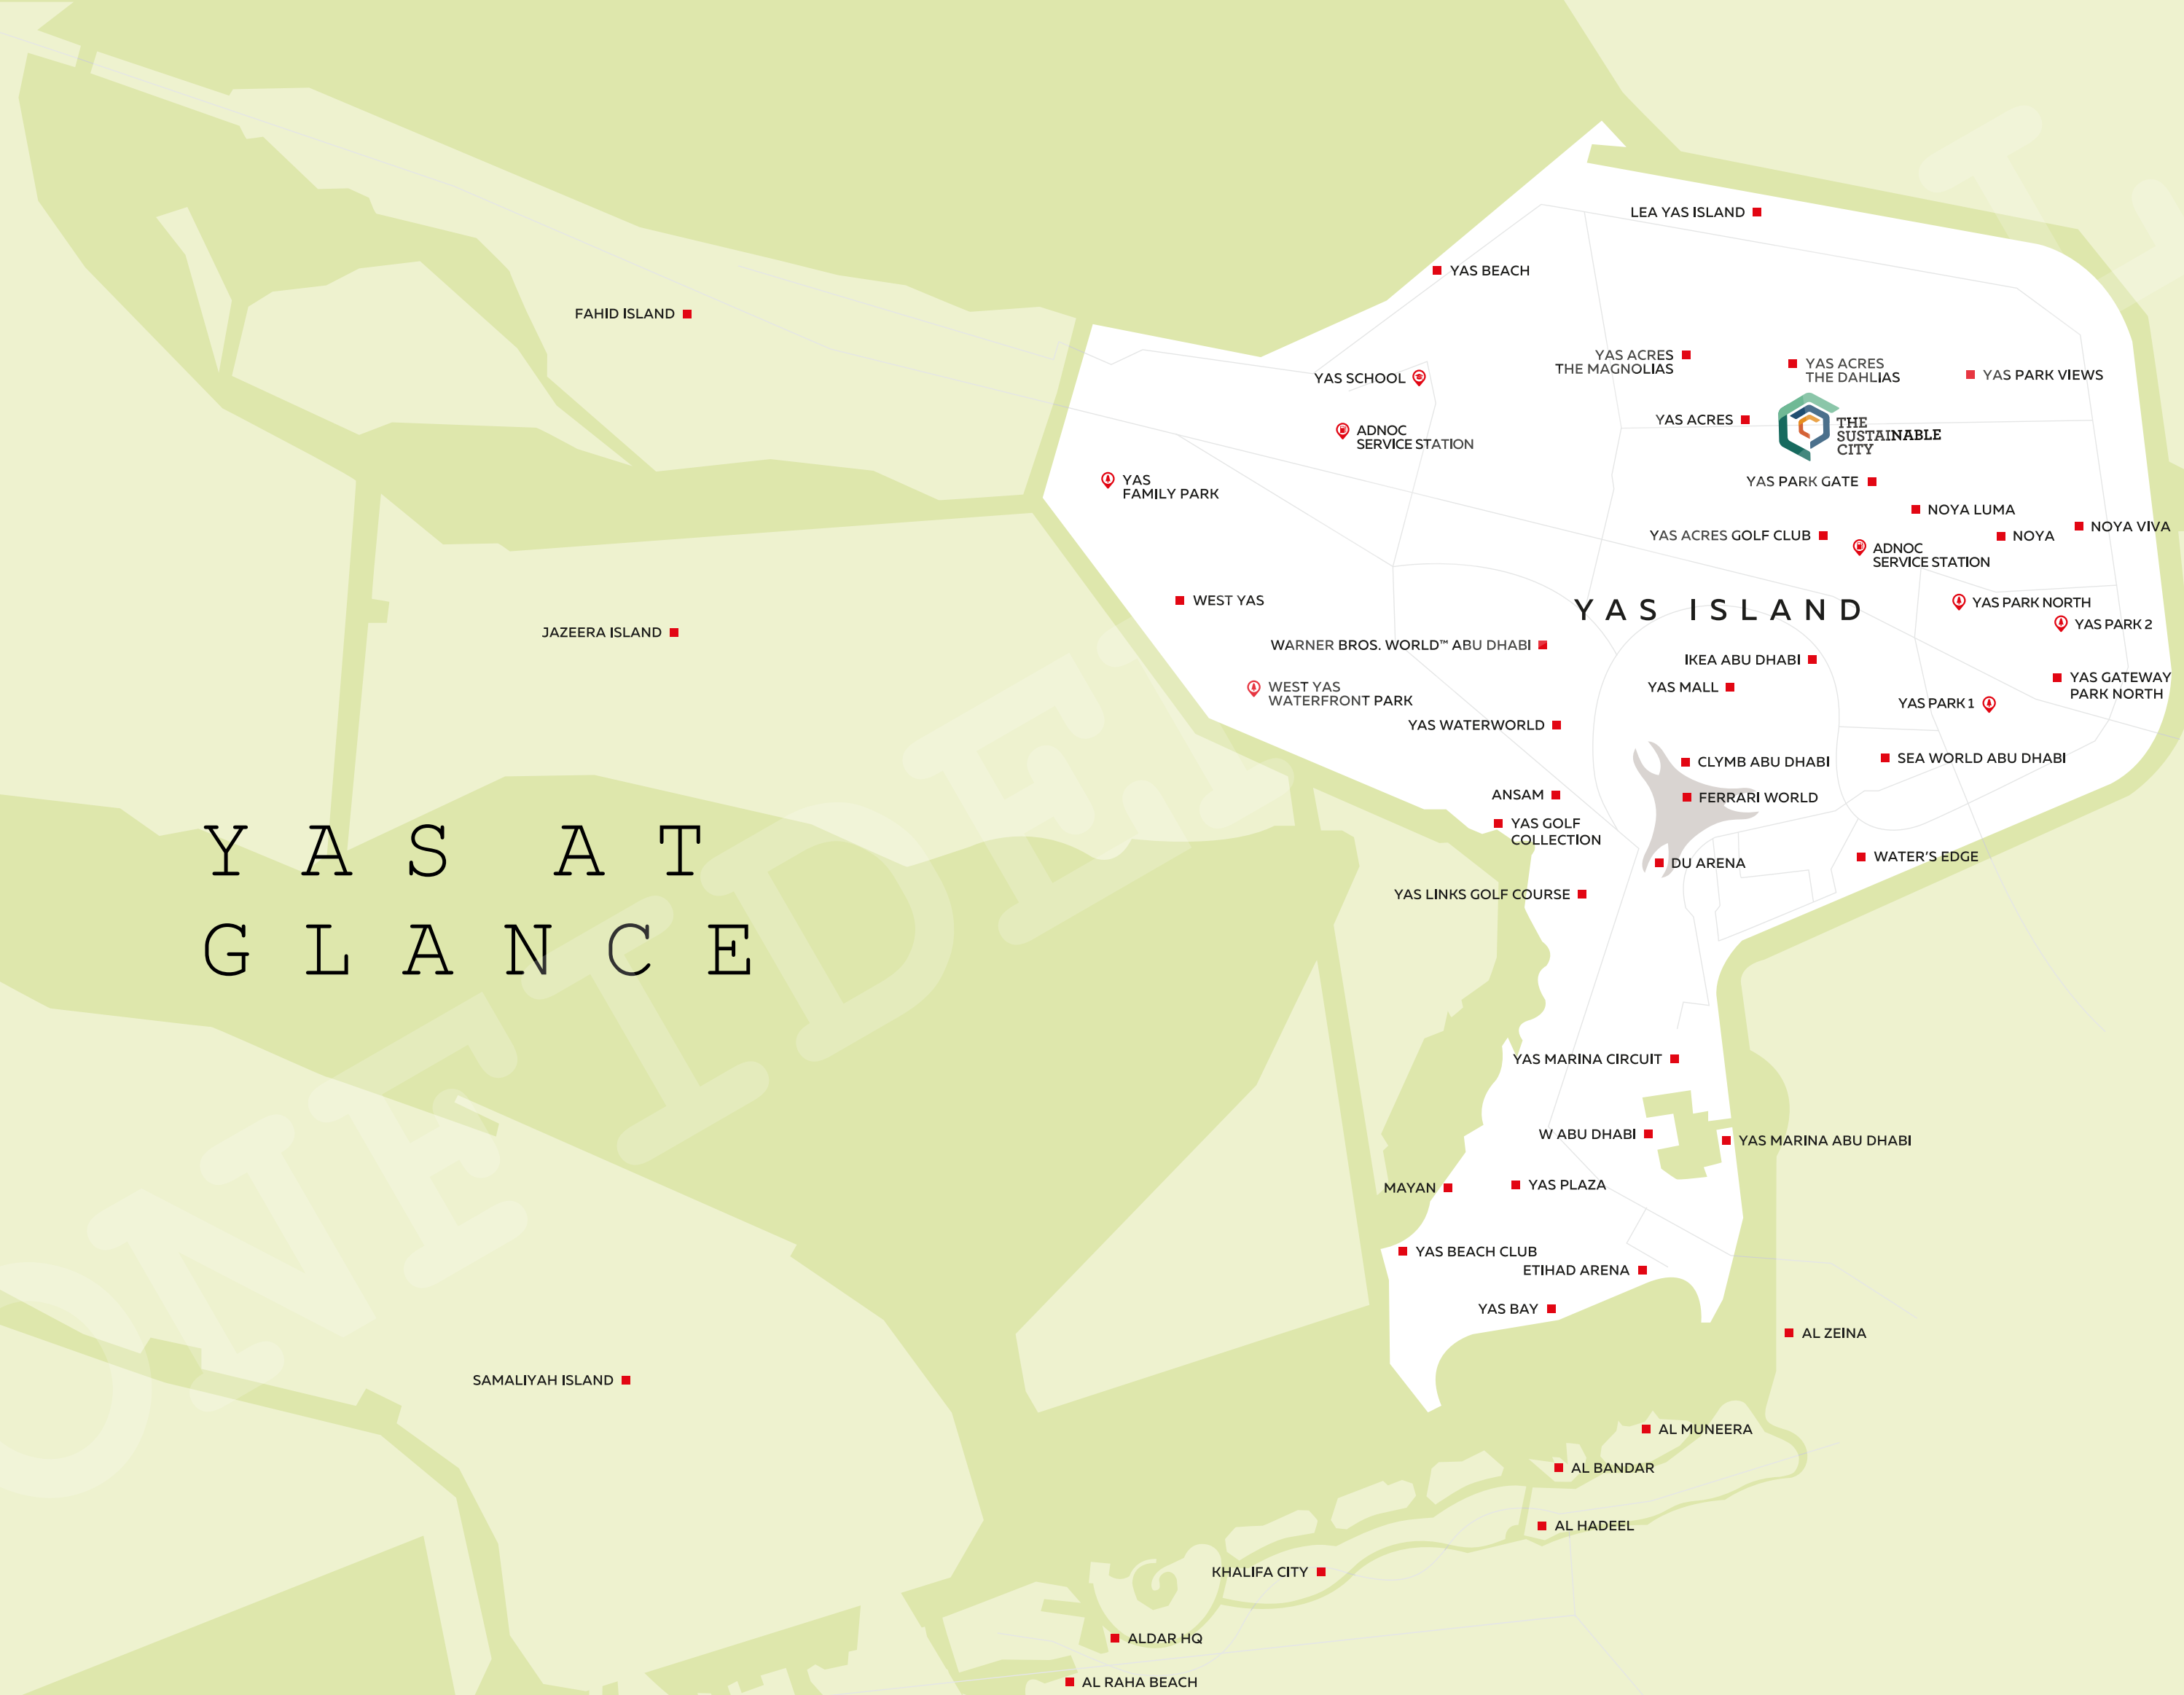 LEA YAS ISLAND
YAS BEACH
FAHID ISLAND
YAS ACRES
THE MAGNOLIAS
YAS ACRES
THE DAHLIAS
YAS PARK VIEWS
YAS SCHOOL
YAS ACRES
THE
SUSTAINABLE
CITY
ADNOC
SERVICE STATION
YAS
FAMILY PARK
YAS PARK GATE
NOYA LUMA
NOYA VIVA
YAS ACRES GOLF CLUB
NOYA
ADNOC
SERVICE STATION
WEST YAS
YAS ISLAND
YAS PARK NORTH
YAS PARK 2
JAZEERA ISLAND
WARNER BROS. WORLD™ ABU DHABI
IKEA ABU DHABI
YAS GATEWAY
PARK NORTH
WEST YAS
WATERFRONT PARK
YAS MALL
YAS PARK 1
YAS WATERWORLD
CLYMB ABU DHABI
SEA WORLD ABU DHABI
ANSAM
FERRARI WORLD
YAS GOLF
COLLECTION
YAS AT
GLANCE
DU ARENA
WATER'S EDGE
YAS LINKS GOLF COURSE
YAS MARINA CIRCUIT
W ABU DHABI
YAS MARINA ABU DHABI
MAYAN
YAS PLAZA
YAS BEACH CLUB
ETIHAD ARENA
YAS BAY
AL ZEINA
SAMALIYAH ISLAND
AL MUNEERA
AL BANDAR
AL HADEEL
KHALIFA CITY
ALDAR HQ
AL RAHA BEACH